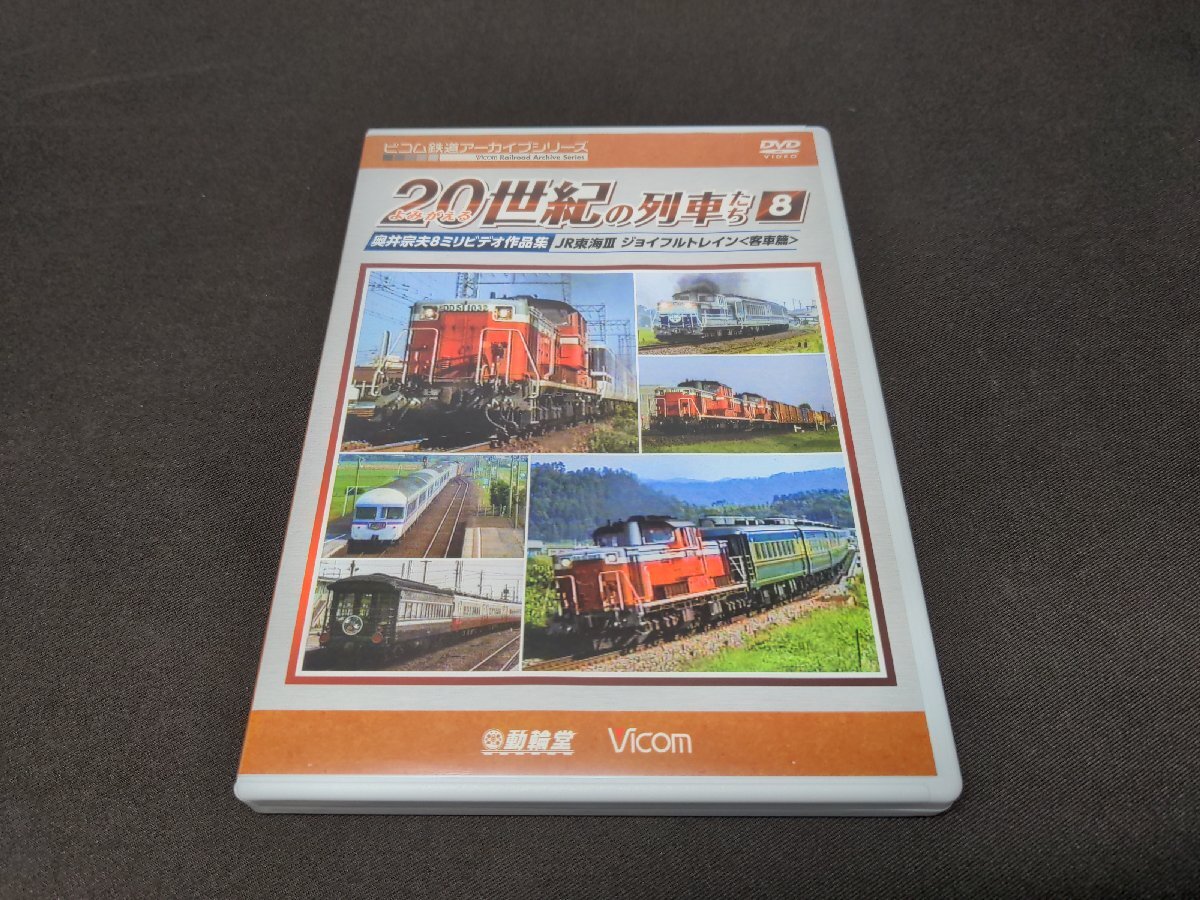 ビコム鉄道アーカイブシリーズ
Vicom Railroad Archive Series
DVD
VIDEO
よみがえる
20世紀の列車たち 8
奥井宗夫8ミリビデオ作品集 JR東海Ⅲ ジョイフルトレイン<客車篇>
DD51 1032
動輪堂 Vicom